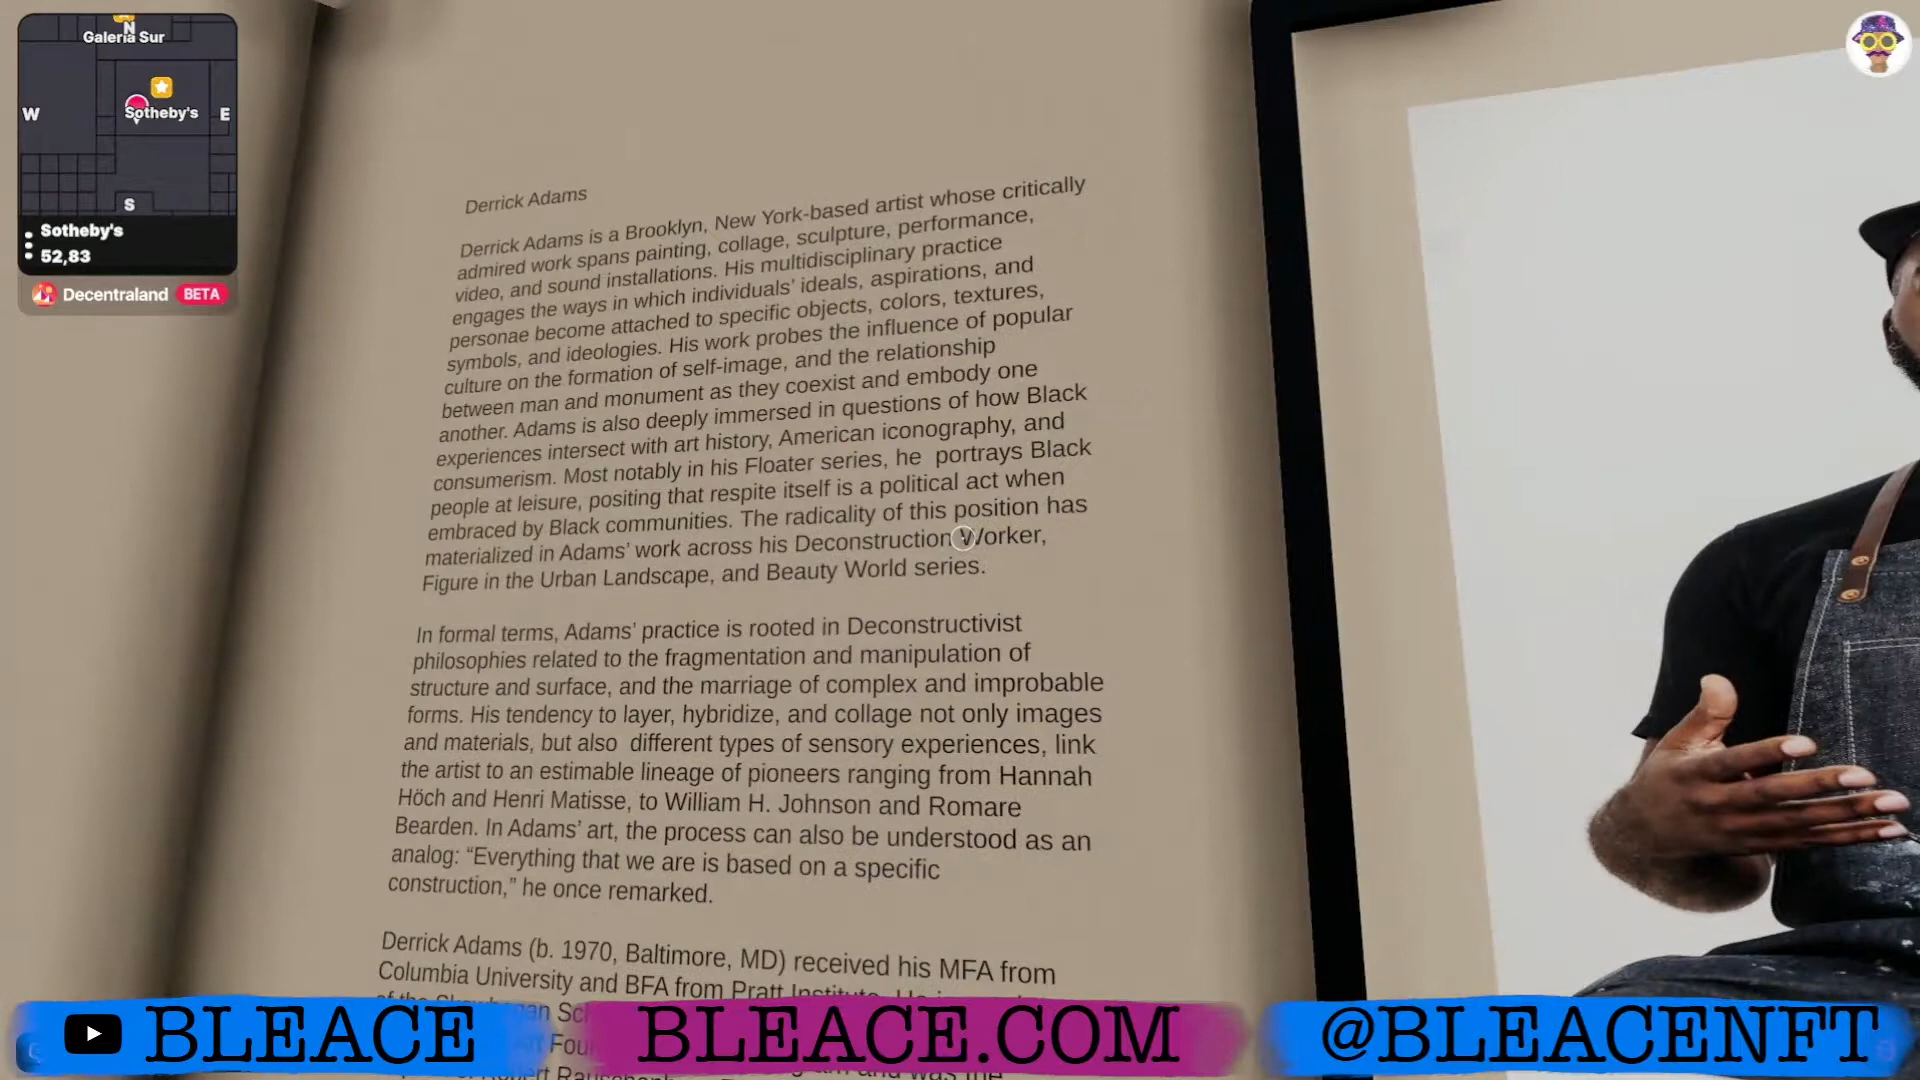 N
Galería Sur
W
Sotheby's
E
S
Sotheby's
52,83
Decentraland BETA
Derrick Adams
Derrick Adams is a Brooklyn, New York-based artist whose critically
admired work spans painting, collage, sculpture, performance,
video, and sound installations. His multidisciplinary practice
engages the ways in which individuals’ ideals, aspirations, and
personae become attached to specific objects, colors, textures,
symbols, and ideologies. His work probes the influence of popular
culture on the formation of self-image, and the relationship
between man and monument as they coexist and embody one
another. Adams is also deeply immersed in questions of how Black
experiences intersect with art history, American iconography, and
consumerism. Most notably in his Floater series, he portrays Black
people at leisure, positing that respite itself is a political act when
embraced by Black communities. The radicality of this position has
materialized in Adams’ work across his Deconstruction Worker,
Figure in the Urban Landscape, and Beauty World series.
In formal terms, Adams’ practice is rooted in Deconstructivist
philosophies related to the fragmentation and manipulation of
structure and surface, and the marriage of complex and improbable
forms. His tendency to layer, hybridize, and collage not only images
and materials, but also different types of sensory experiences, link
the artist to an estimable lineage of pioneers ranging from Hannah
Höch and Henri Matisse, to William H. Johnson and Romare
Bearden. In Adams’ art, the process can also be understood as an
analog: “Everything that we are is based on a specific
construction,” he once remarked.
Derrick Adams (b. 1970, Baltimore, MD) received his MFA from
Columbia University and BFA from Pratt Institute.
BLEACE
BLEACE.COM
@BLEACENFT